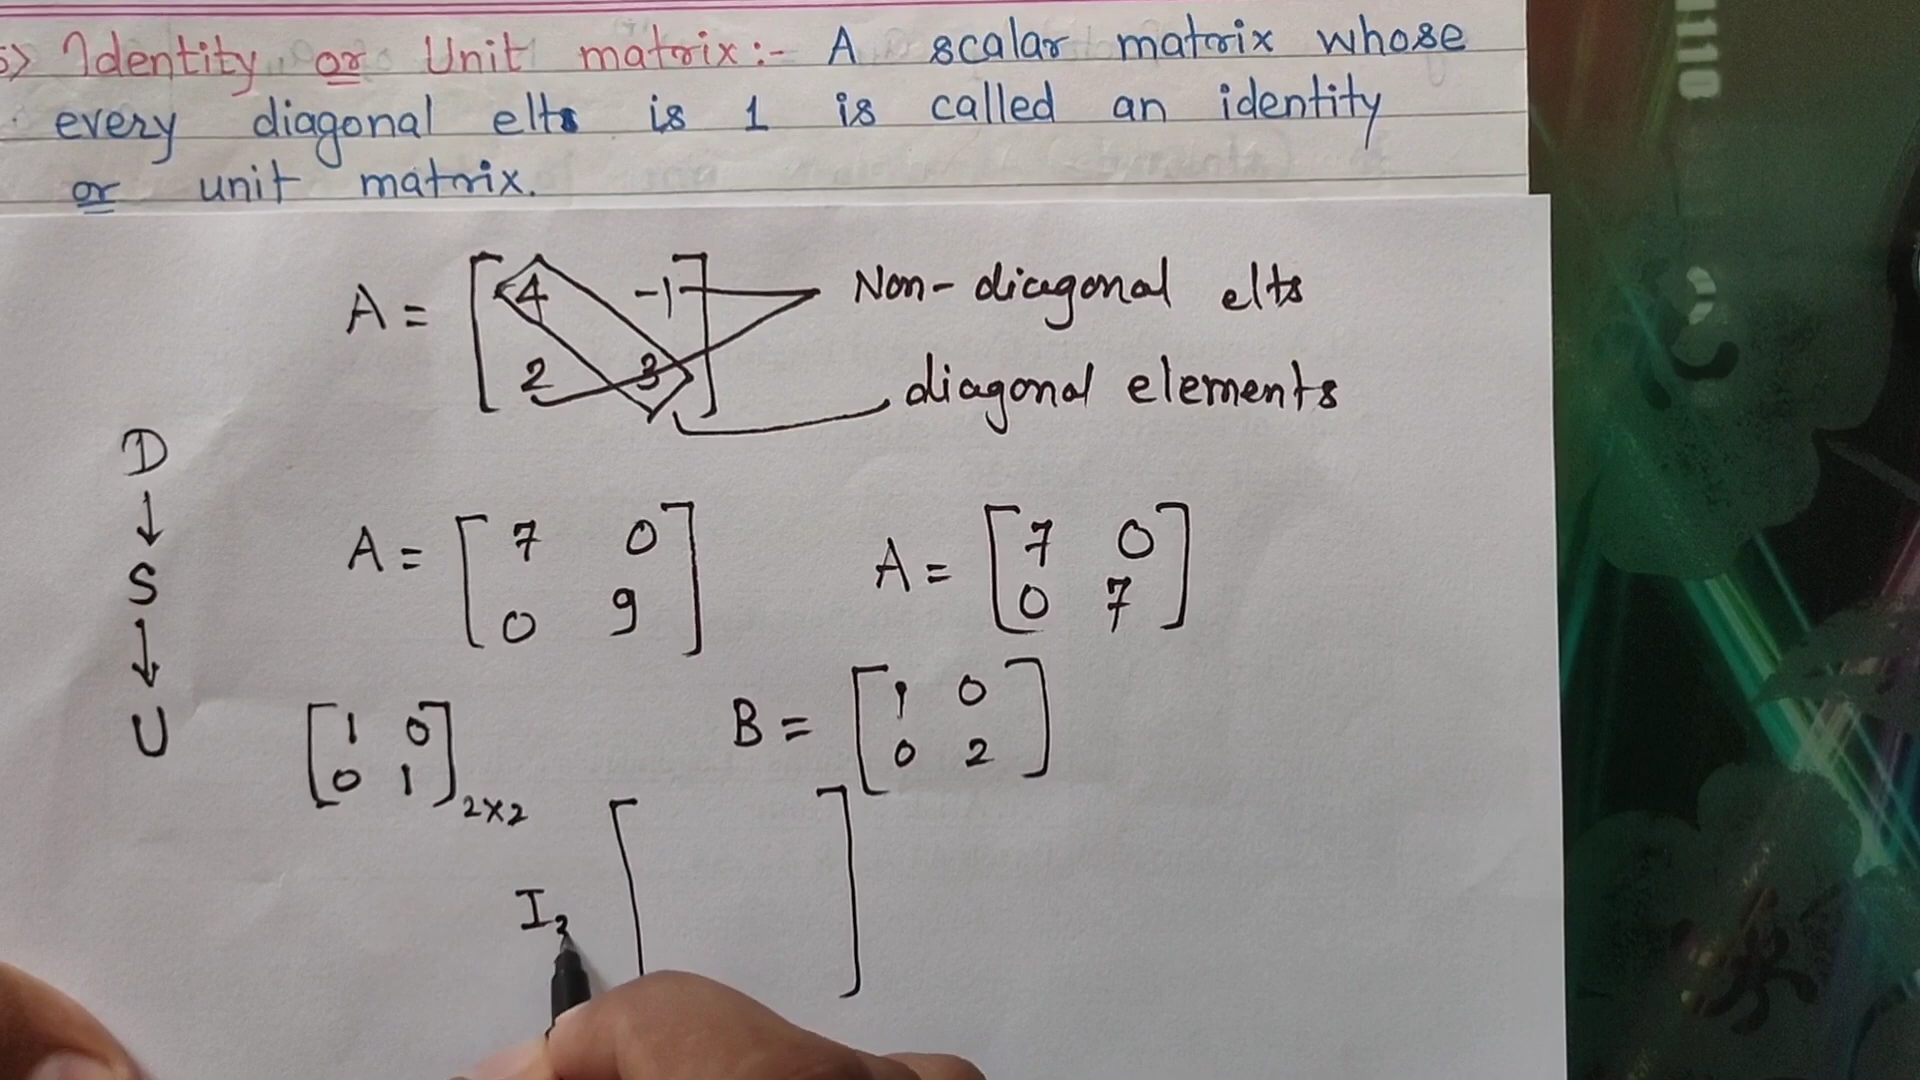 5) Identity or Unit matrix:- A scalar matrix whose
every diagonal elts is 1 is called an identity
or unit matrix.
A = [4 -1 Non-diagonal elts
2 3] diagonal elements
D
↓
S
↓
U
A = [7 0
0 9]
A = [7 0
0 7]
[1 0
0 1] 2×2
B = [1 0
0 2]
I3 [ ]